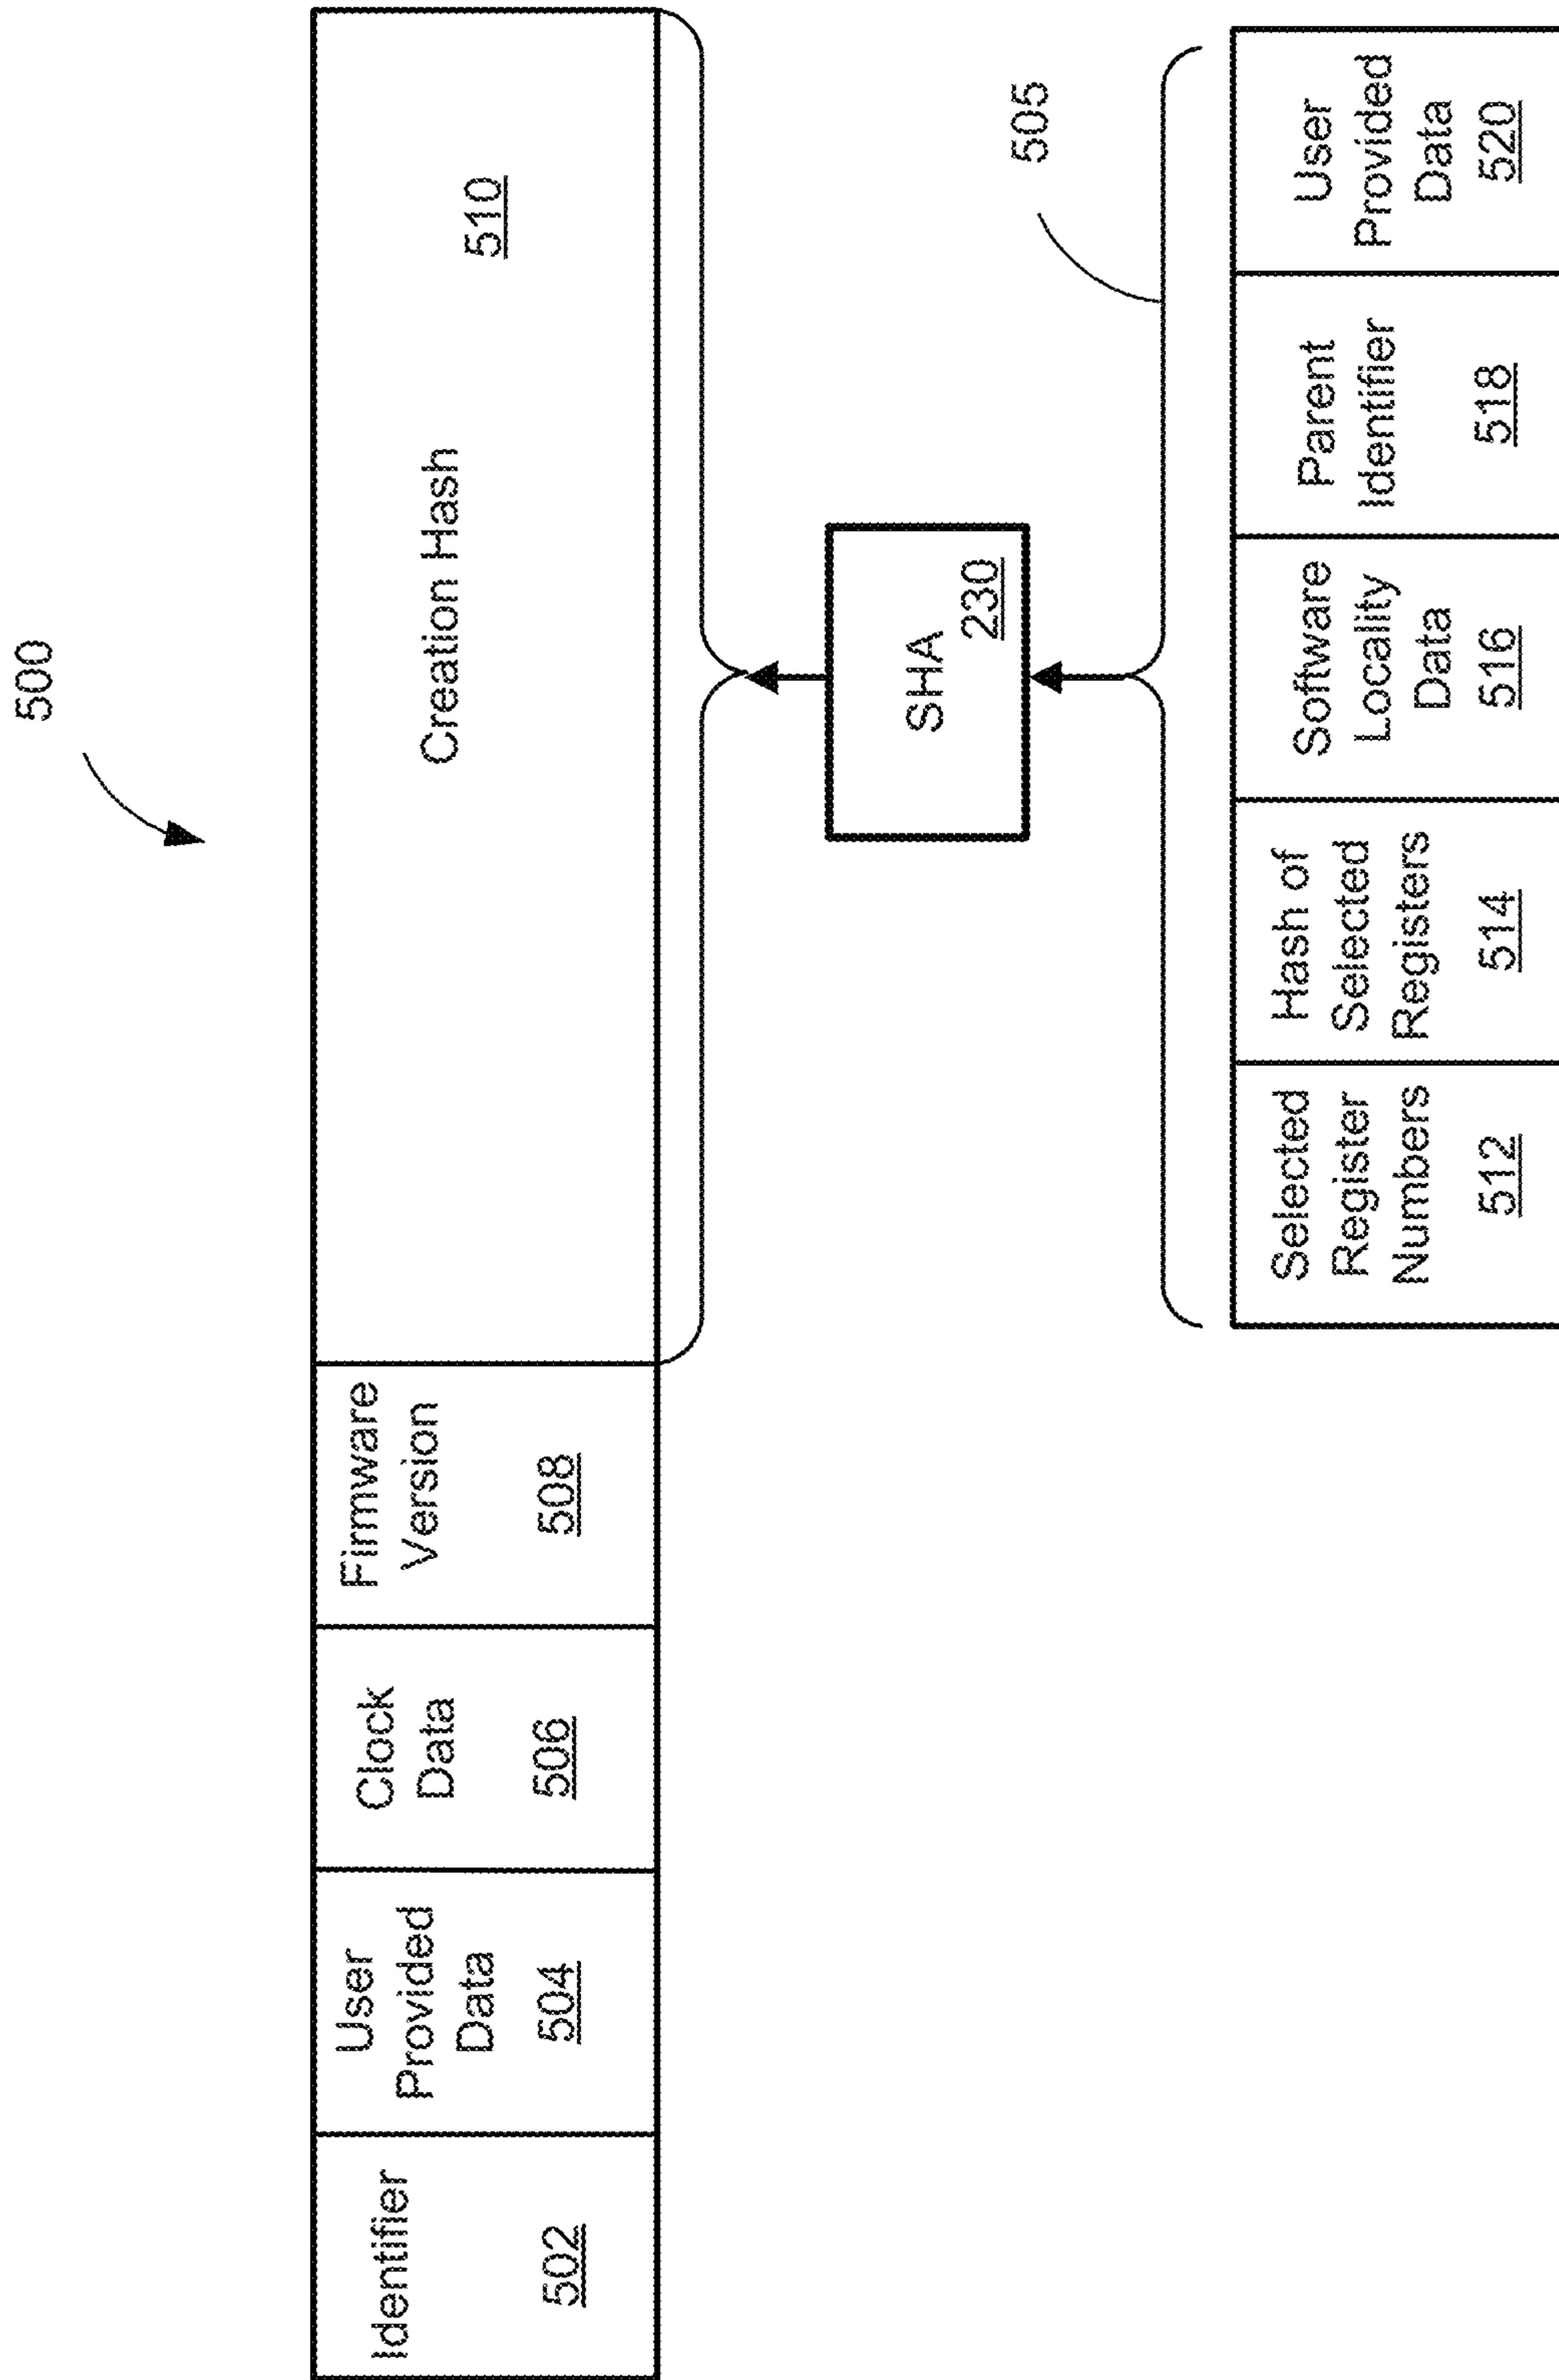 500
Identifier
502
User
Provided
Data
504
Clock
Data
506
Firmware
Version
508
Creation Hash
510
SHA
230
505
Selected
Register
Numbers
512
Hash of
Selected
Registers
514
Software
Locality
Data
516
Parent
Identifier
518
User
Provided
Data
520